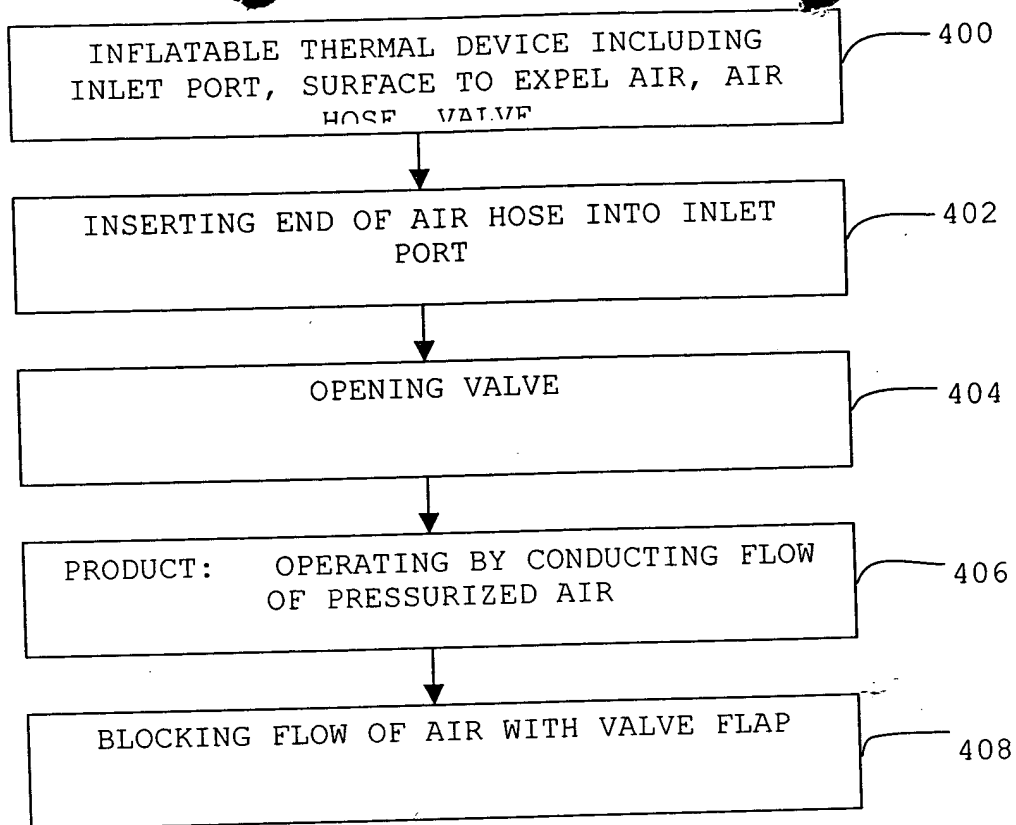 INFLATABLE THERMAL DEVICE INCLUDING
INLET PORT, SURFACE TO EXPEL AIR, AIR
HOSE, VALVE
400
INSERTING END OF AIR HOSE INTO INLET
PORT
402
OPENING VALVE
404
PRODUCT: OPERATING BY CONDUCTING FLOW
OF PRESSURIZED AIR
406
BLOCKING FLOW OF AIR WITH VALVE FLAP
408